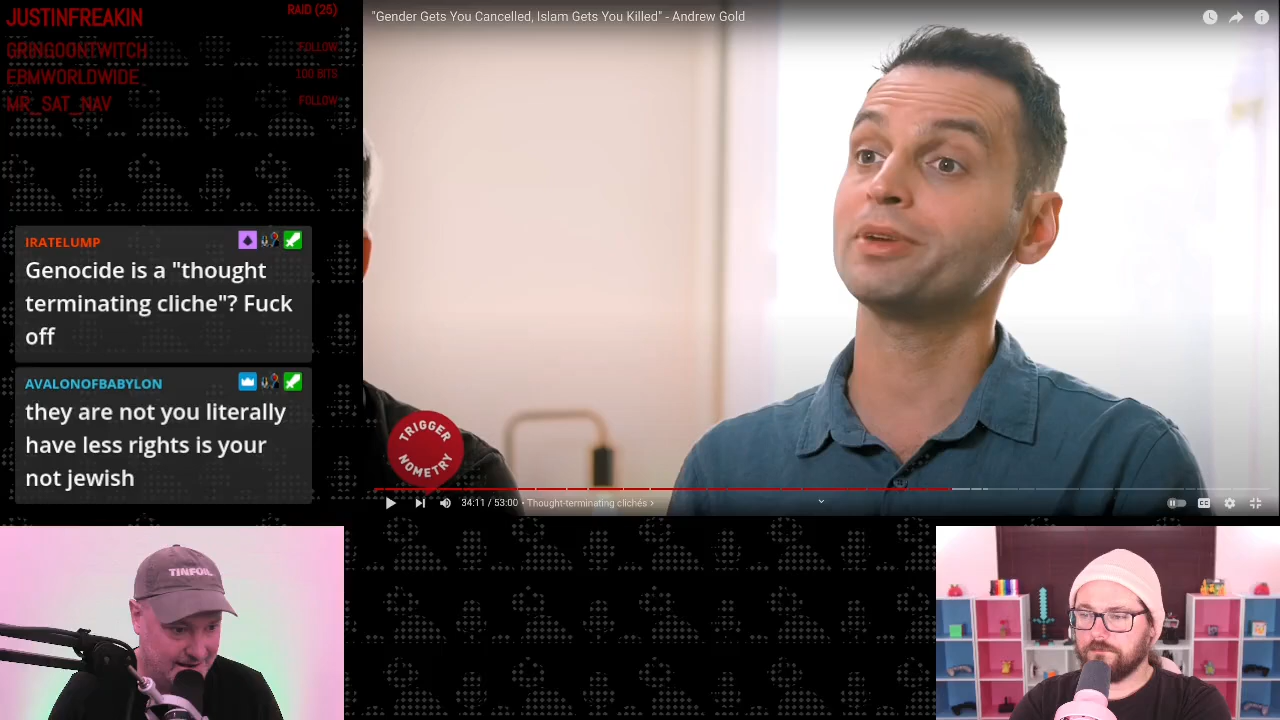 JUSTINFREAKIN RAID (25)
GR8NGOONTWITCH FOLLOW
EBMWORLDWIDE 100 BITS
MR_SAT_NAV FOLLOW
IRATELUMP
Genocide is a "thought
terminating cliche"? Fuck
off
AVALONOFBABYLON
they are not you literally
have less rights is your
not jewish
"Gender Gets You Cancelled, Islam Gets You Killed" - Andrew Gold
TRIGGER
NOMETRY
34:11 / 53:00 • Thought-terminating clichés ›
CC
TINFOIL